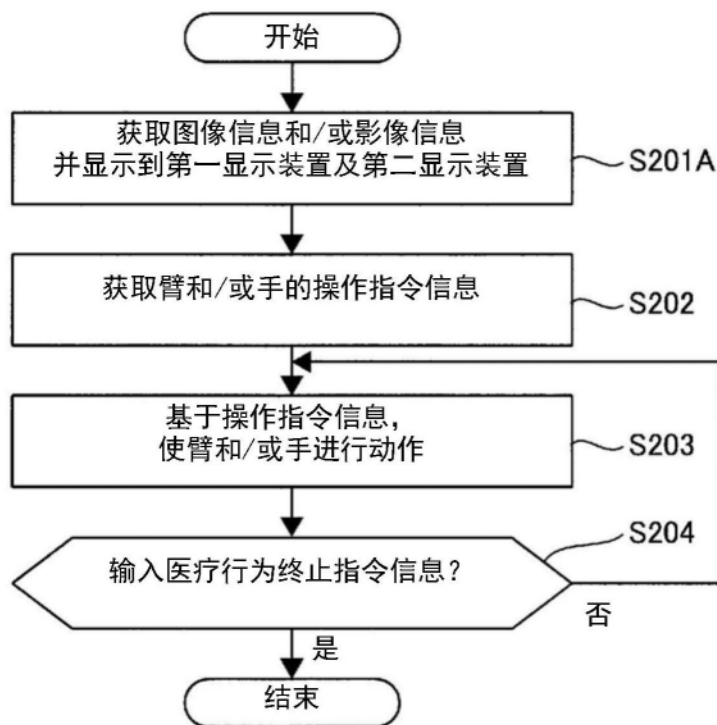 开始
获取图像信息和/或影像信息
并显示到第一显示装置及第二显示装置
S201A
获取臂和/或手的操作指令信息
S202
基于操作指令信息，
使臂和/或手进行动作
S203
S204
输入医疗行为终止指令信息?
否
是
结束